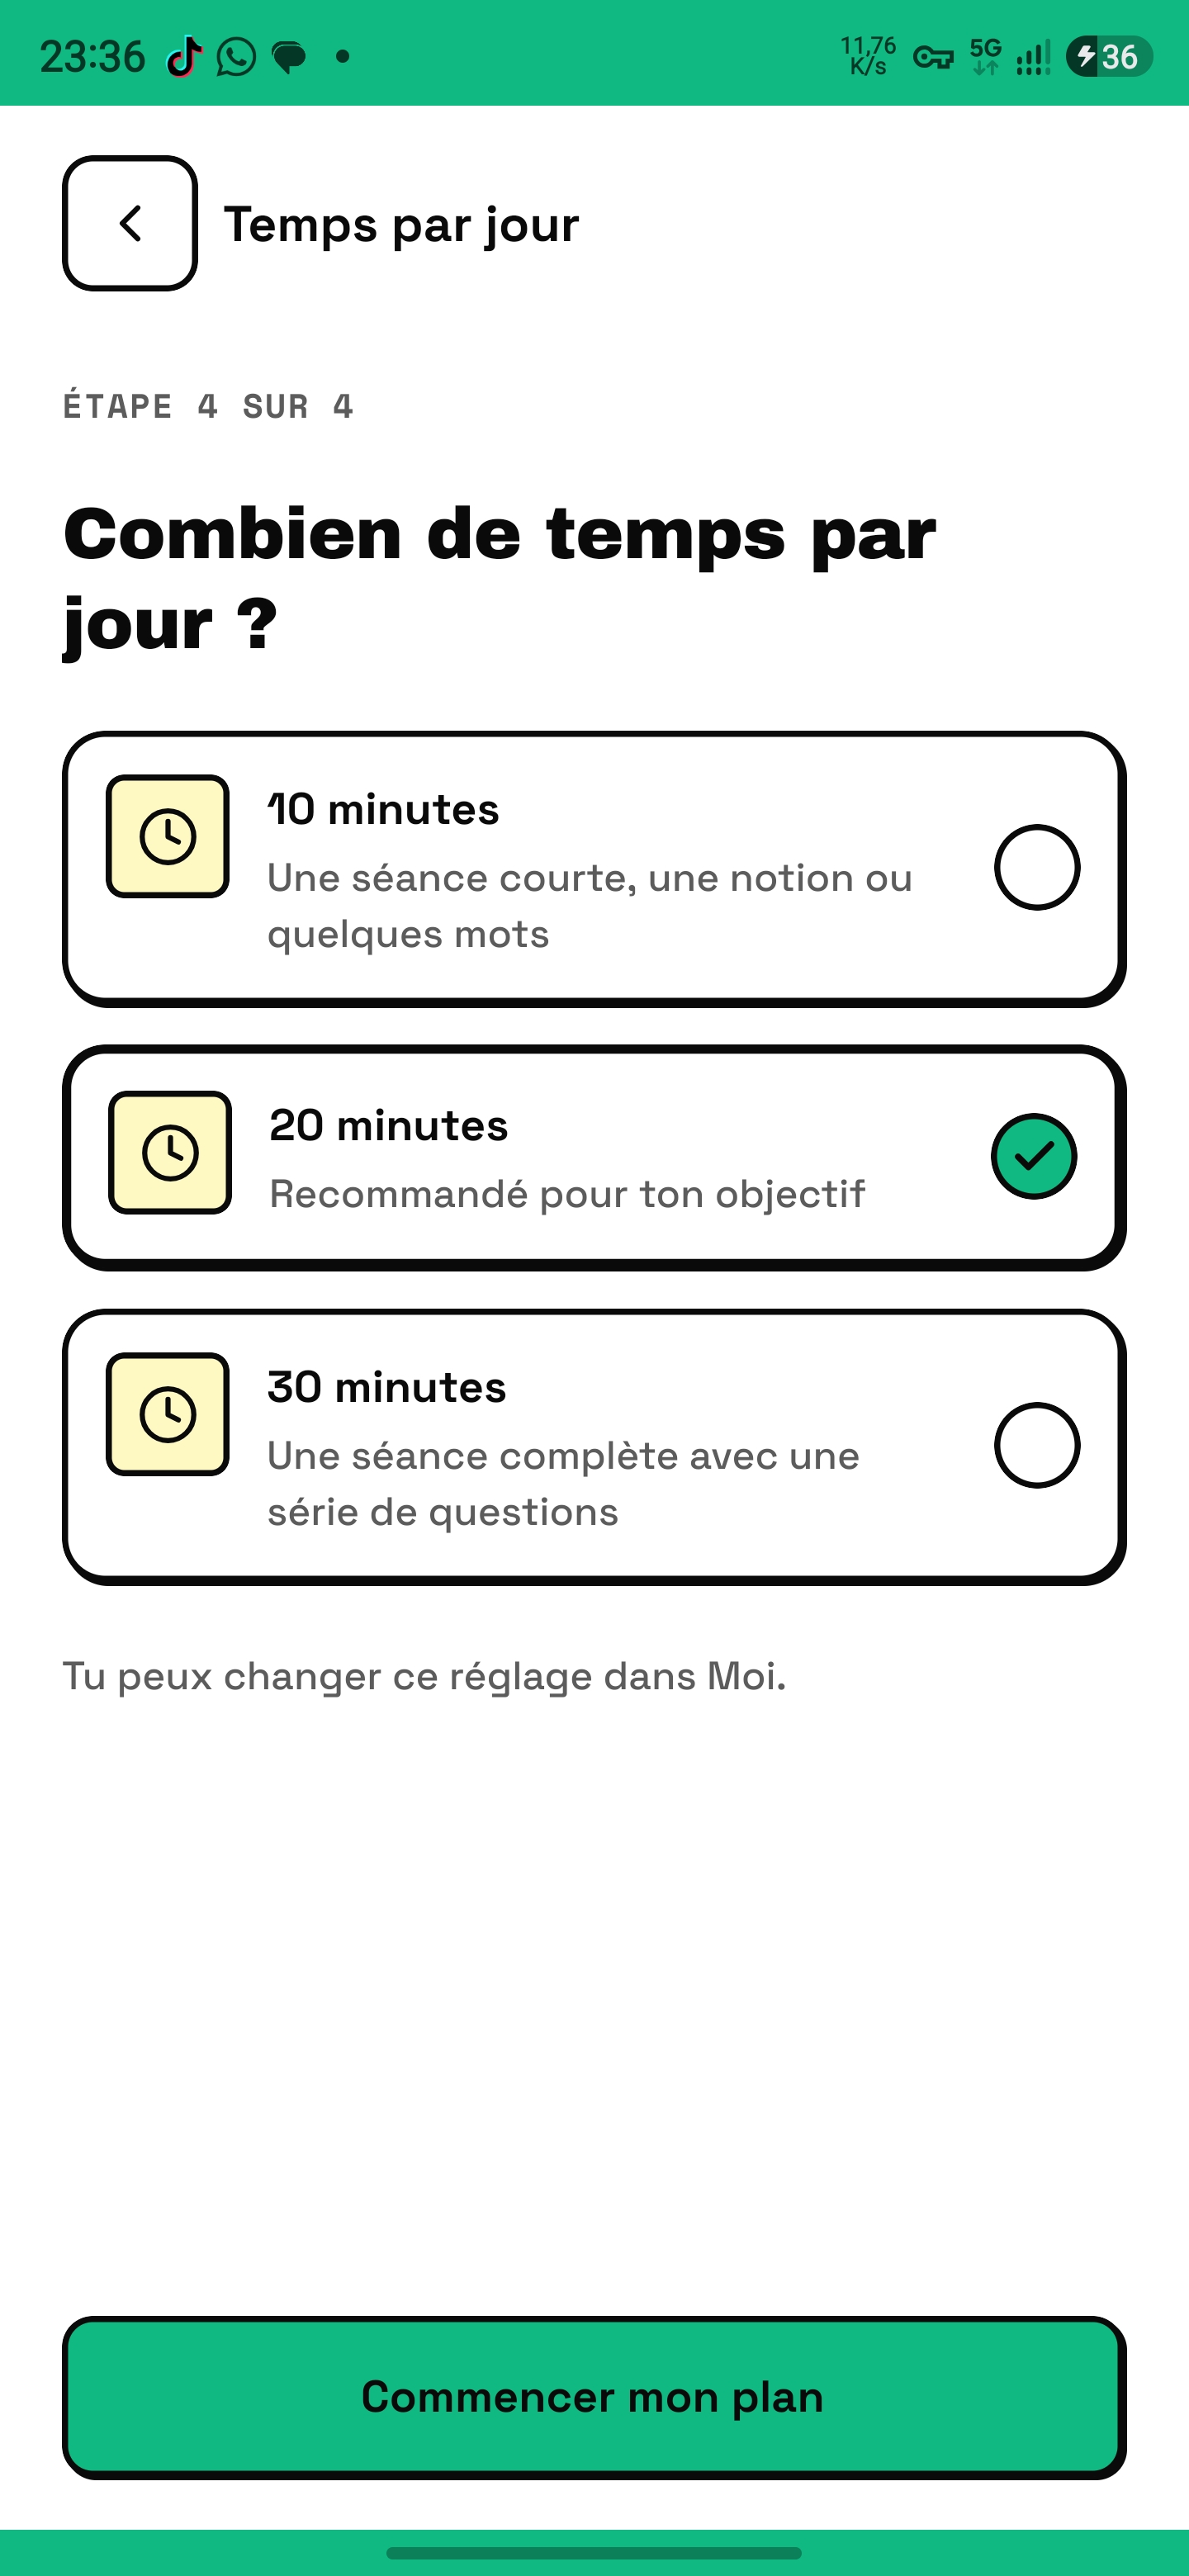 23:36
11,76
K/s
5G
36
Temps par jour
ÉTAPE 4 SUR 4
Combien de temps par
jour ?
10 minutes
Une séance courte, une notion ou
quelques mots
20 minutes
Recommandé pour ton objectif
30 minutes
Une séance complète avec une
série de questions
Tu peux changer ce réglage dans Moi.
Commencer mon plan